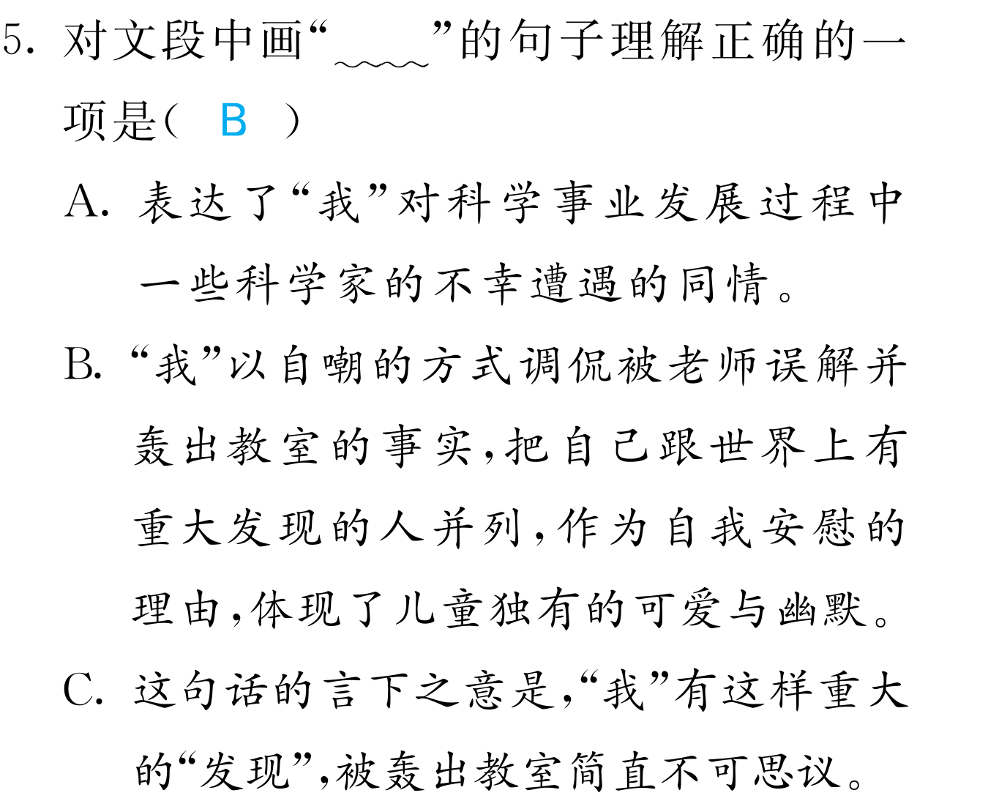 5. 对文段中画“﹏﹏”的句子理解正确的一
项是( B )
A. 表达了“我”对科学事业发展过程中
一些科学家的不幸遭遇的同情。
B. “我”以自嘲的方式调侃被老师误解并
轰出教室的事实,把自己跟世界上有
重大发现的人并列,作为自我安慰的
理由,体现了儿童独有的可爱与幽默。
C. 这句话的言下之意是,“我”有这样重大
的“发现”,被轰出教室简直不可思议。